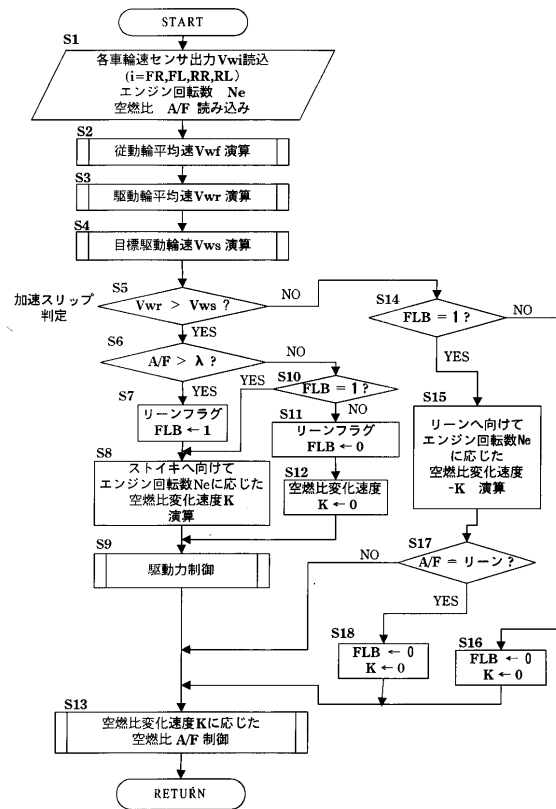 START
S1
各車輪速センサ出力 Vwi読込
(i=FR,FL,RR,RL)
エンジン回転数 Ne
空燃比 A/F 読み込み
S2
従動輪平均速Vwf 演算
S3
駆動輪平均速Vwr 演算
S4
目標駆動輪速Vws 演算
S5
加速スリップ
判定
Vwr > Vws ?
NO
YES
S14
FLB = 1 ?
NO
YES
S6
A/F > λ ?
NO
YES
S10
FLB = 1 ?
YES
NO
S7
リーンフラグ
FLB ← 1
S11
リーンフラグ
FLB ← 0
S15
リーンへ向けて
エンジン回転数Ne
に応じた
空燃比変化速度
-K 演算
S8
ストイキへ向けて
エンジン回転数Neに応じた
空燃比変化速度K
演算
S12
空燃比変化速度
K ← 0
S9
駆動力制御
S17
A/F = リーン ?
NO
YES
S18
FLB ← 0
K ← 0
S16
FLB ← 0
K ← 0
S13
空燃比変化速度Kに応じた
空燃比 A/F 制御
RETURN